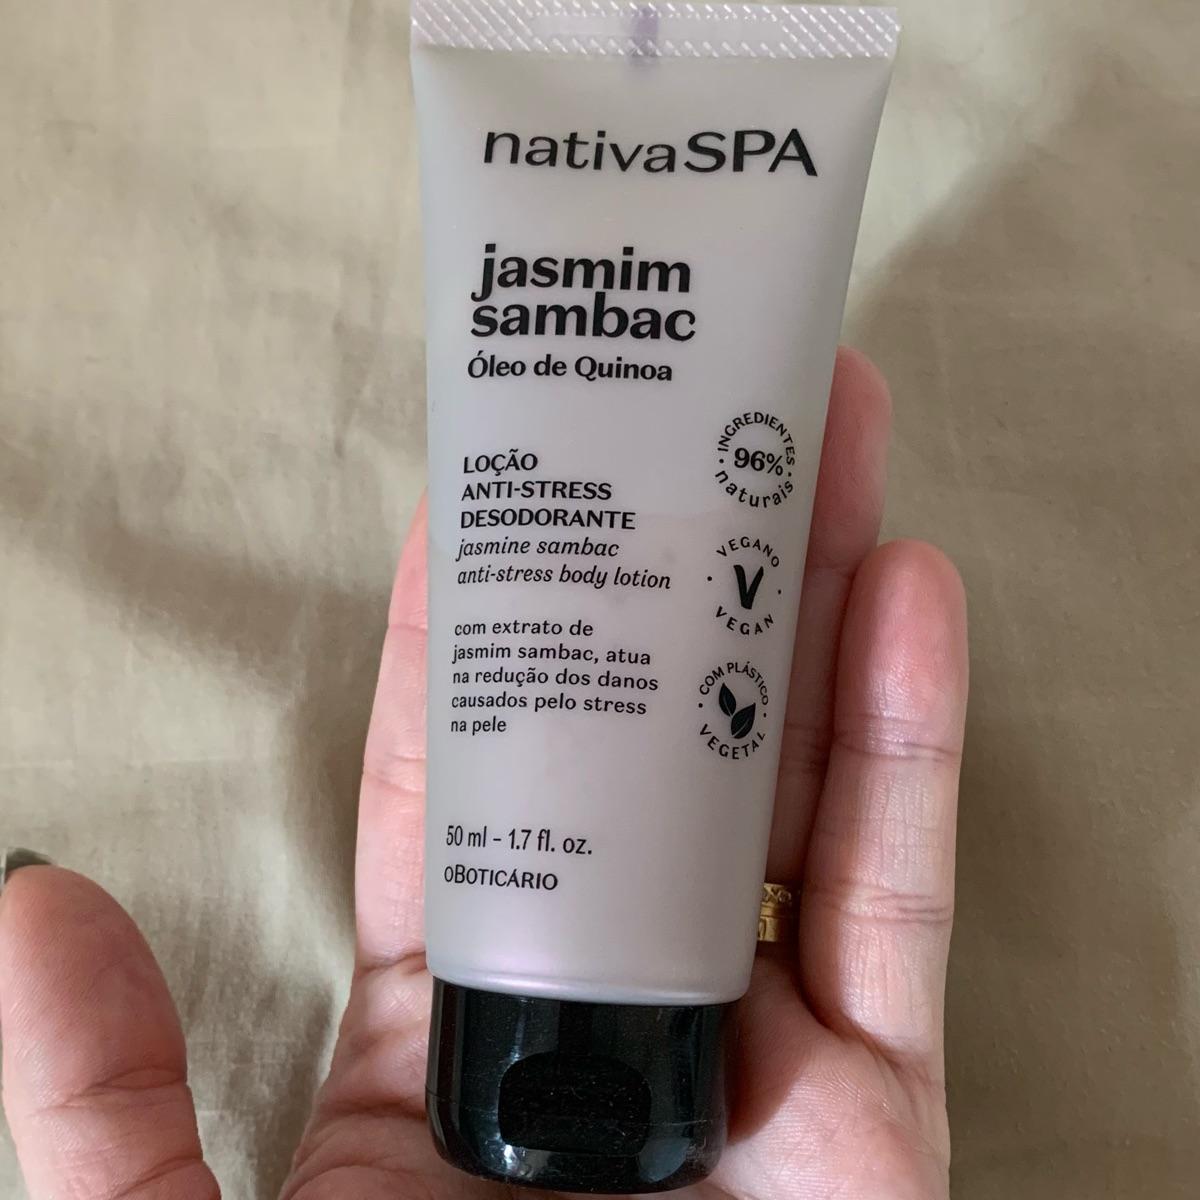 nativaSPA
jasmim
sambac
Óleo de Quinoa
LOÇÃO
ANTI-STRESS
DESODORANTE
jasmine sambac
anti-stress body lotion
com extrato de
jasmim sambac, atua
na redução dos danos
causados pelo stress
na pele
INGREDIENTES
96%
naturais
VEGANO
V
VEGAN
COM PLÁSTICO
VEGETAL
50 ml - 1.7 fl. oz.
oBOTICÁRIO